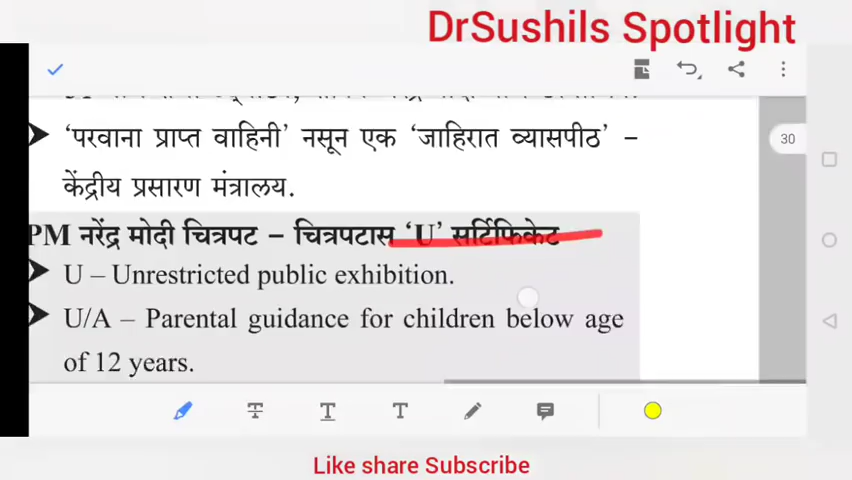 DrSushils Spotlight
30
➤ 'परवाना प्राप्त वाहिनी' नसून एक 'जाहिरात व्यासपीठ' –
केंद्रीय प्रसारण मंत्रालय.
PM नरेंद्र मोदी चित्रपट – चित्रपटास 'U' सर्टिफिकेट
➤ U – Unrestricted public exhibition.
➤ U/A – Parental guidance for children below age
of 12 years.
Like share Subscribe